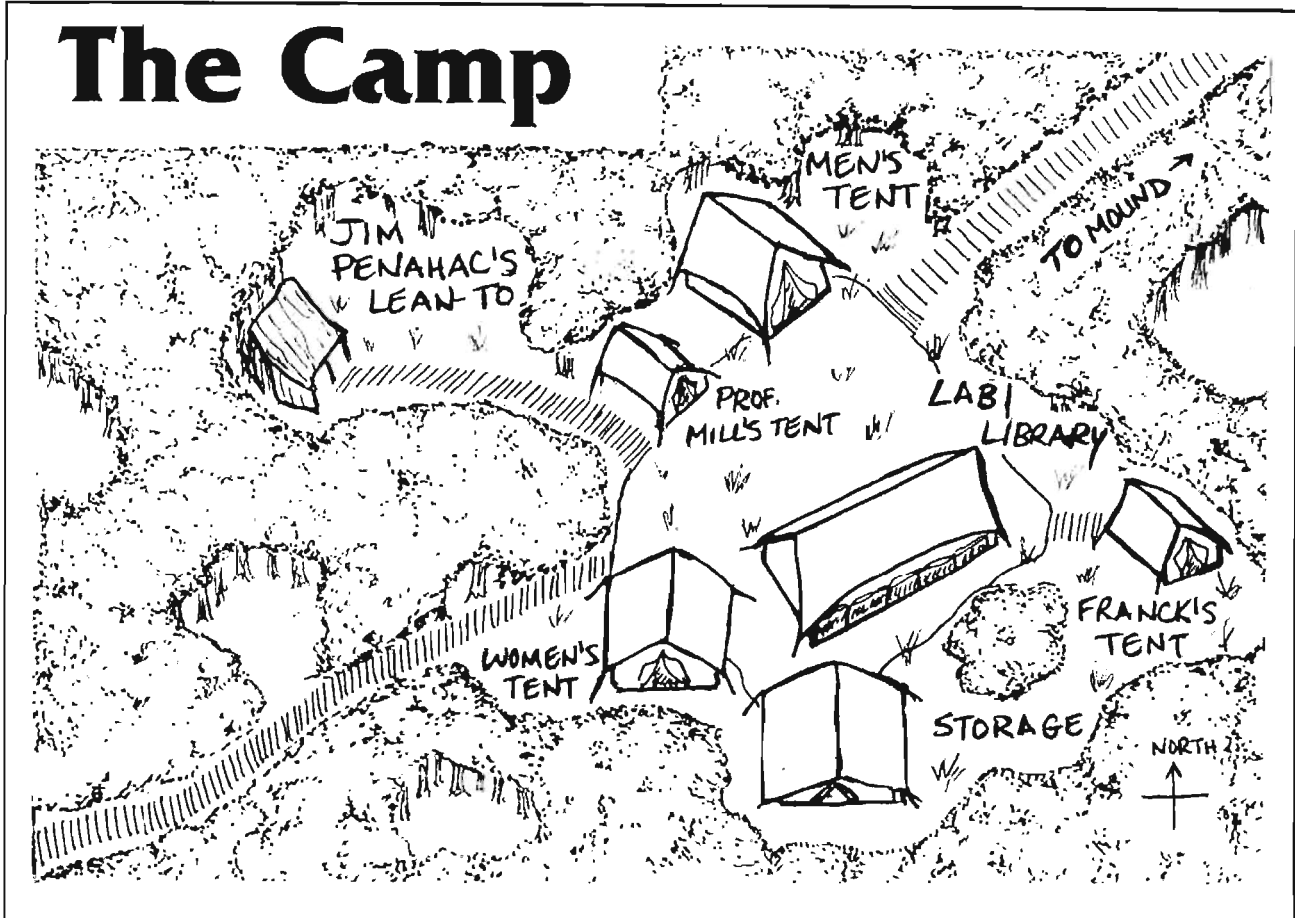 The Camp
MEN'S
TENT
TO MOUND
JIM
PENAHAC'S
LEAN-TO
PROF.
MILL'S TENT
LAB/
LIBRARY
FRANCK'S
TENT
WOMEN'S
TENT
STORAGE
NORTH